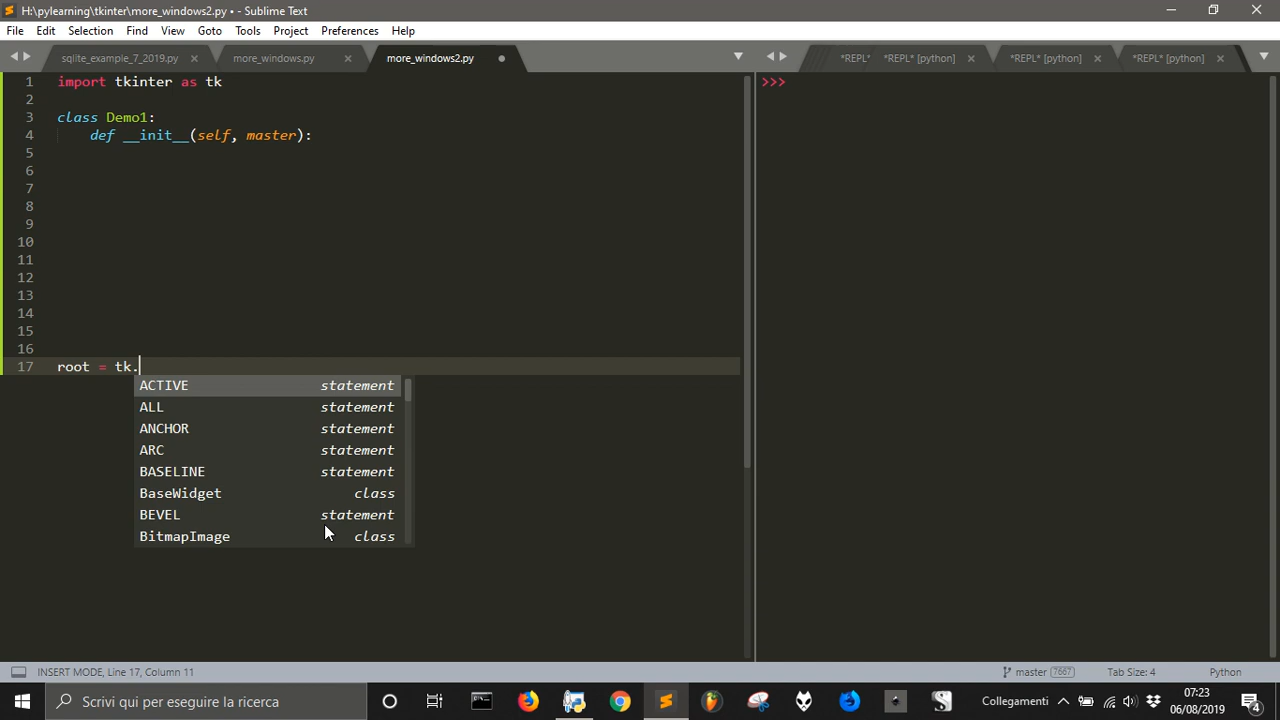 H:\pylearning\tkinter\more_windows2.py • - Sublime Text
File Edit Selection Find View Goto Tools Project Preferences Help
sqlite_example_7_2019.py × more_windows.py × more_windows2.py *REPL* *REPL* [python] × *REPL* [python] × *REPL* [python] ×
1 import tkinter as tk
2
3 class Demo1:
4 def __init__(self, master):
5
6
7
8
9
10
11
12
13
14
15
16
17 root = tk.
>>>
ACTIVE statement
ALL statement
ANCHOR statement
ARC statement
BASELINE statement
BaseWidget class
BEVEL statement
BitmapImage class
INSERT MODE, Line 17, Column 11 master 7667 Tab Size: 4 Python
Scrivi qui per eseguire la ricerca
Collegamenti
07:23
06/08/2019
4